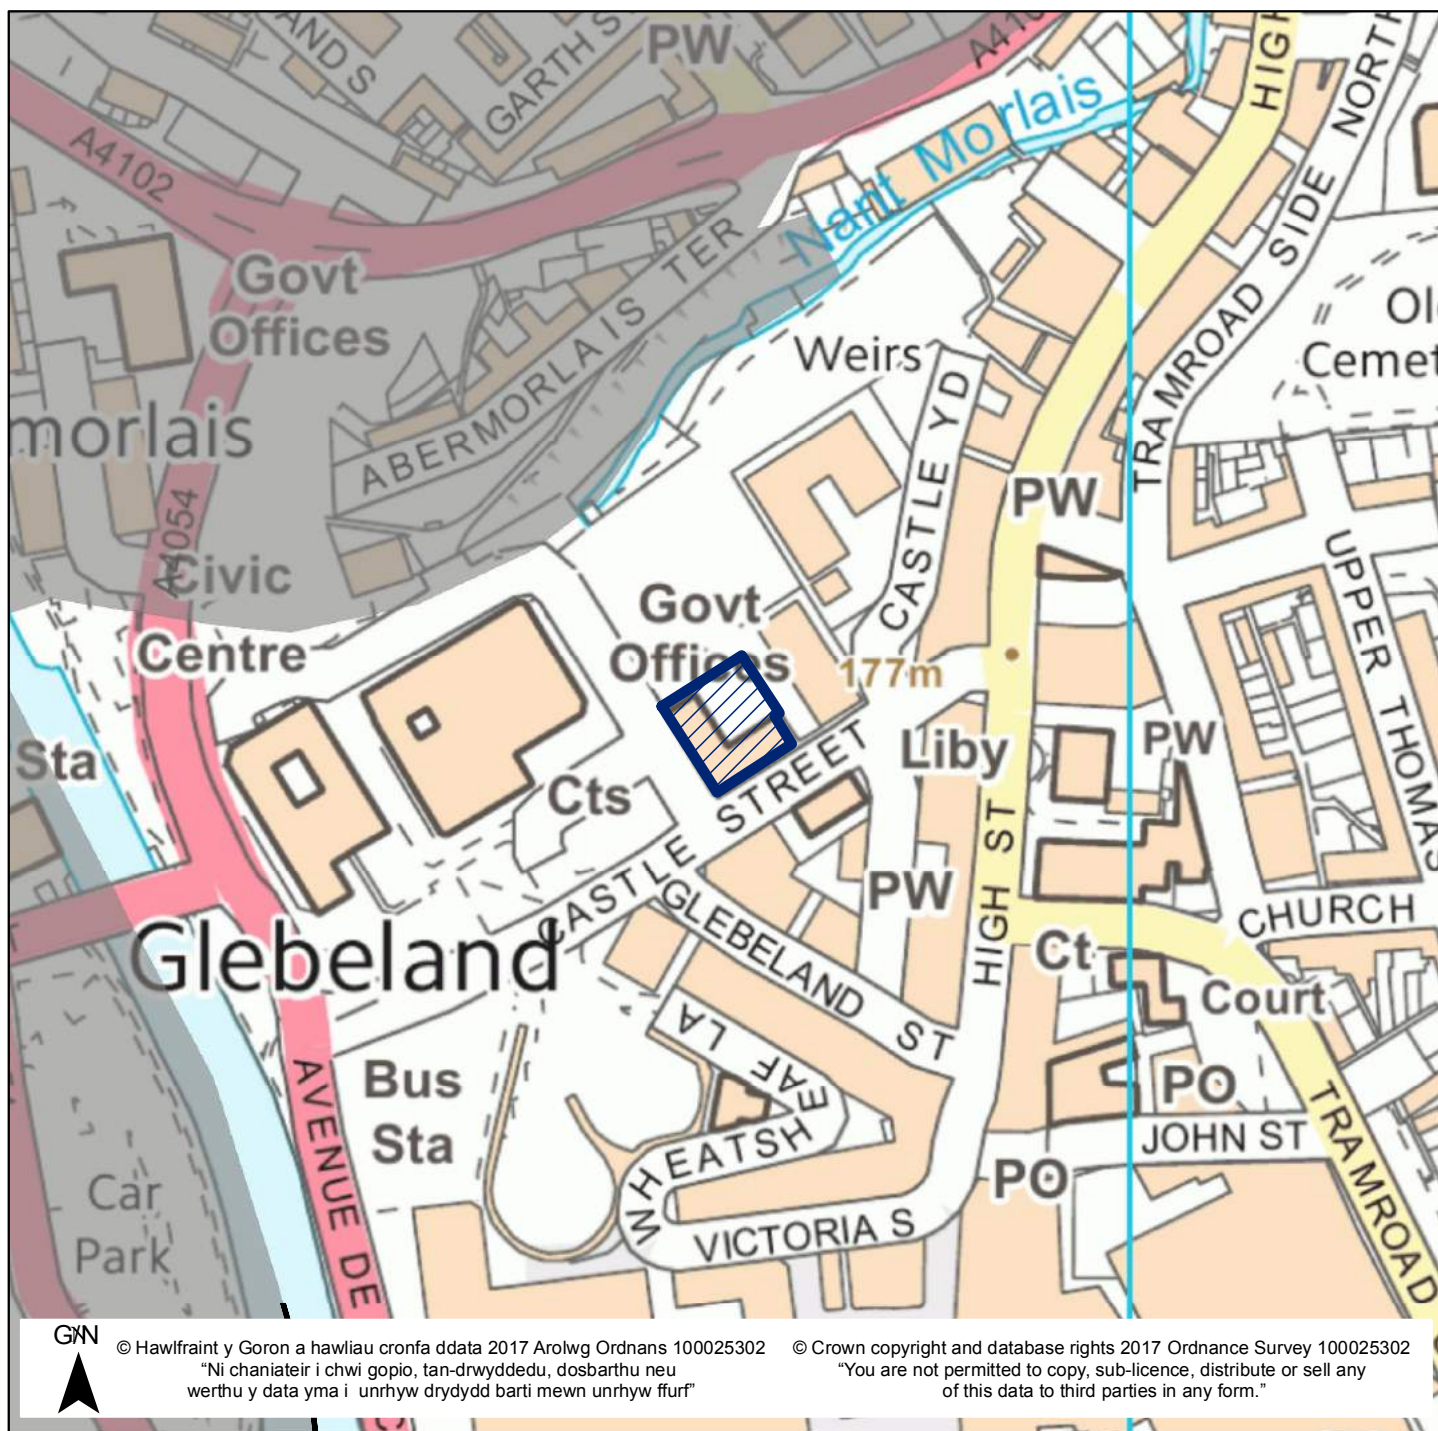 AND S
GARTH S
PW
A4102
HIGH
A4102
Nant Morlais
TRAMROAD SIDE NORTH
Govt
Offices
ABERMORLAIS TER
Weirs
Cemet
morlais
CASTLE YD
PW
A4054
Civic
Centre
Govt
Offices
177m
UPPER THOMAS
Sta
Liby
PW
Cts
CASTLE STREET
HIGH ST
PW
CHURCH
Glebeland
GLEBELAND ST
Ct
Court
WHEATSHEAF LA
Bus
Sta
AVENUE DE
PO
JOHN ST
PO
TRAMROAD
Car
Park
VICTORIA S
G/N
© Hawlfraint y Goron a hawliau cronfa ddata 2017 Arolwg Ordnans 100025302
“Ni chaniateir i chwi gopio, tan-drwyddedu, dosbarthu neu
werthu y data yma i unrhyw drydydd barti mewn unrhyw ffurf”
© Crown copyright and database rights 2017 Ordnance Survey 100025302
“You are not permitted to copy, sub-licence, distribute or sell any
of this data to third parties in any form.”